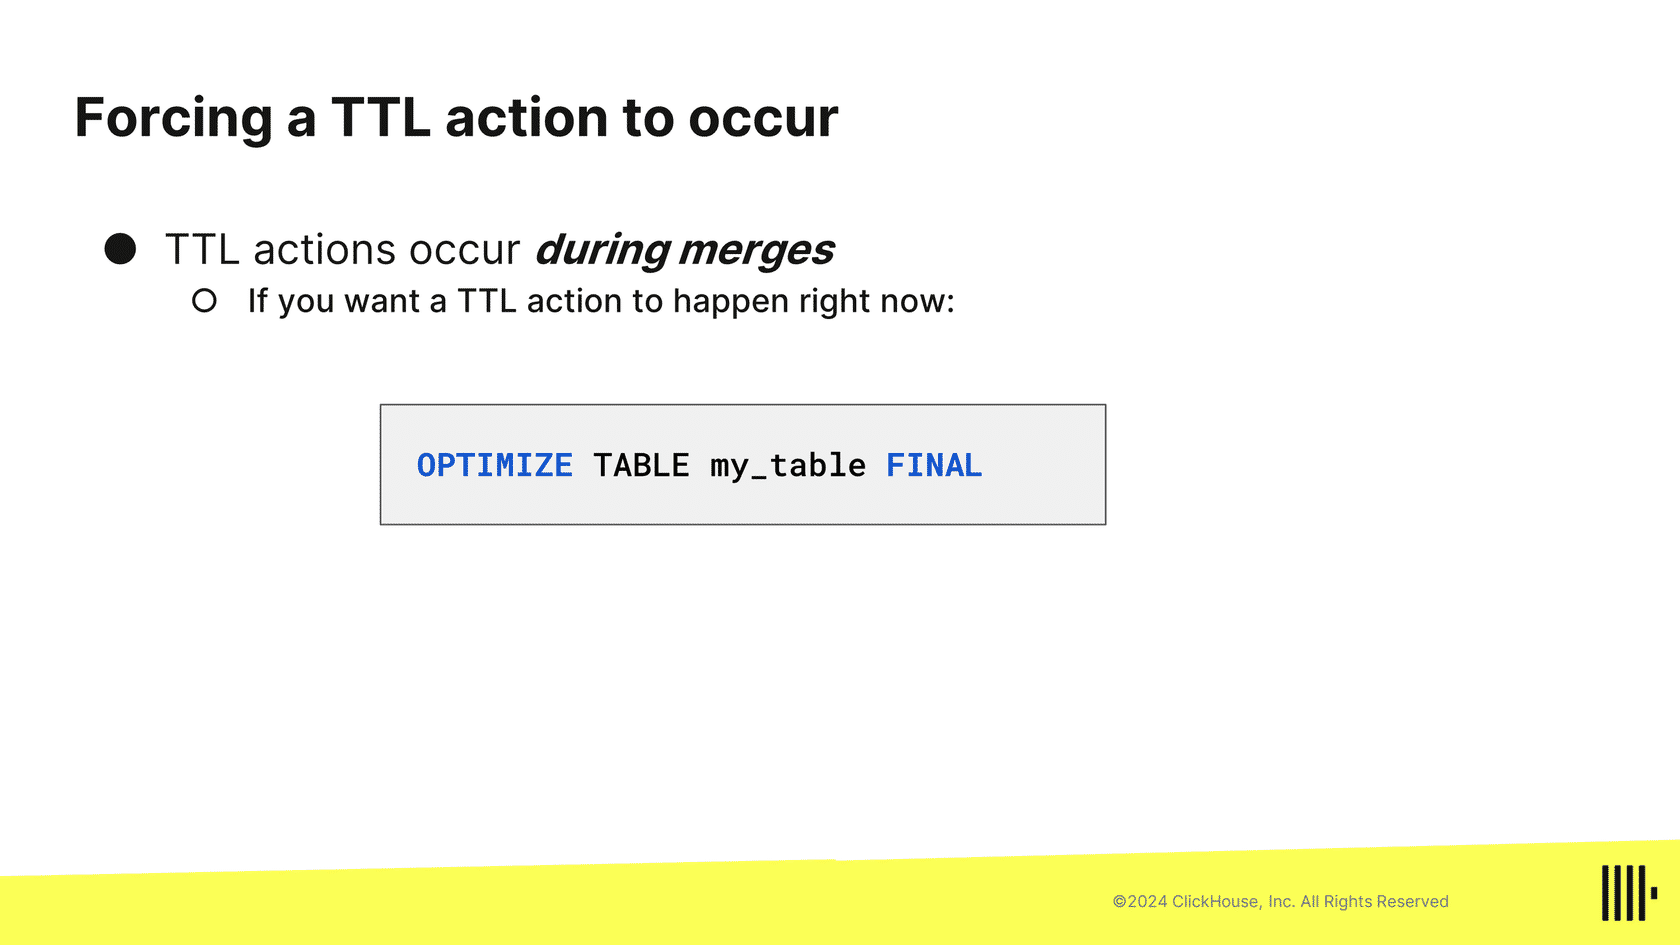 Forcing a TTL action to occur
● TTL actions occur during merges
○ If you want a TTL action to happen right now:
OPTIMIZE TABLE my_table FINAL
©2024 ClickHouse, Inc. All Rights Reserved